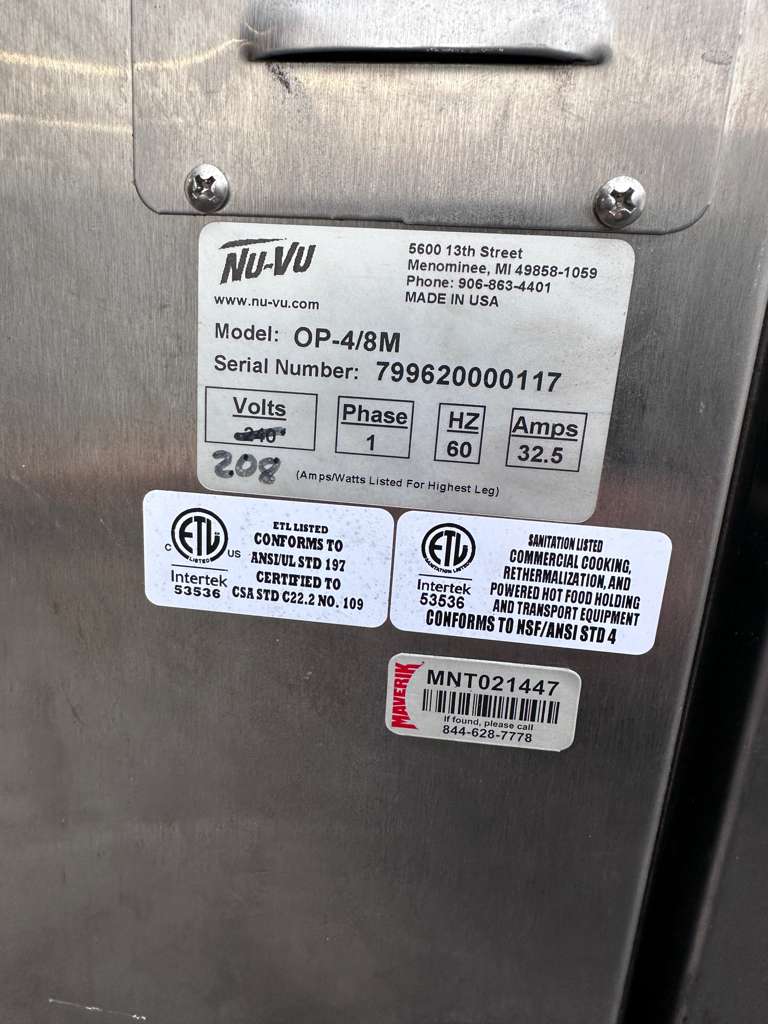 NU-VU
www.nu-vu.com
5600 13th Street
Menominee, MI 49858-1059
Phone: 906-863-4401
MADE IN USA
Model: OP-4/8M
Serial Number: 799620000117
Volts
240
208
Phase
1
HZ
60
Amps
32.5
(Amps/Watts Listed For Highest Leg)
ETL
LISTED
C US
Intertek
53536
ETL LISTED
CONFORMS TO
ANSI/UL STD 197
CERTIFIED TO
CSA STD C22.2 NO. 109
ETL
SANITATION LISTED
Intertek
53536
SANITATION LISTED
COMMERCIAL COOKING,
RETHERMALIZATION, AND
POWERED HOT FOOD HOLDING
AND TRANSPORT EQUIPMENT
CONFORMS TO NSF/ANSI STD 4
MAVERIK
MNT021447
If found, please call
844-628-7778